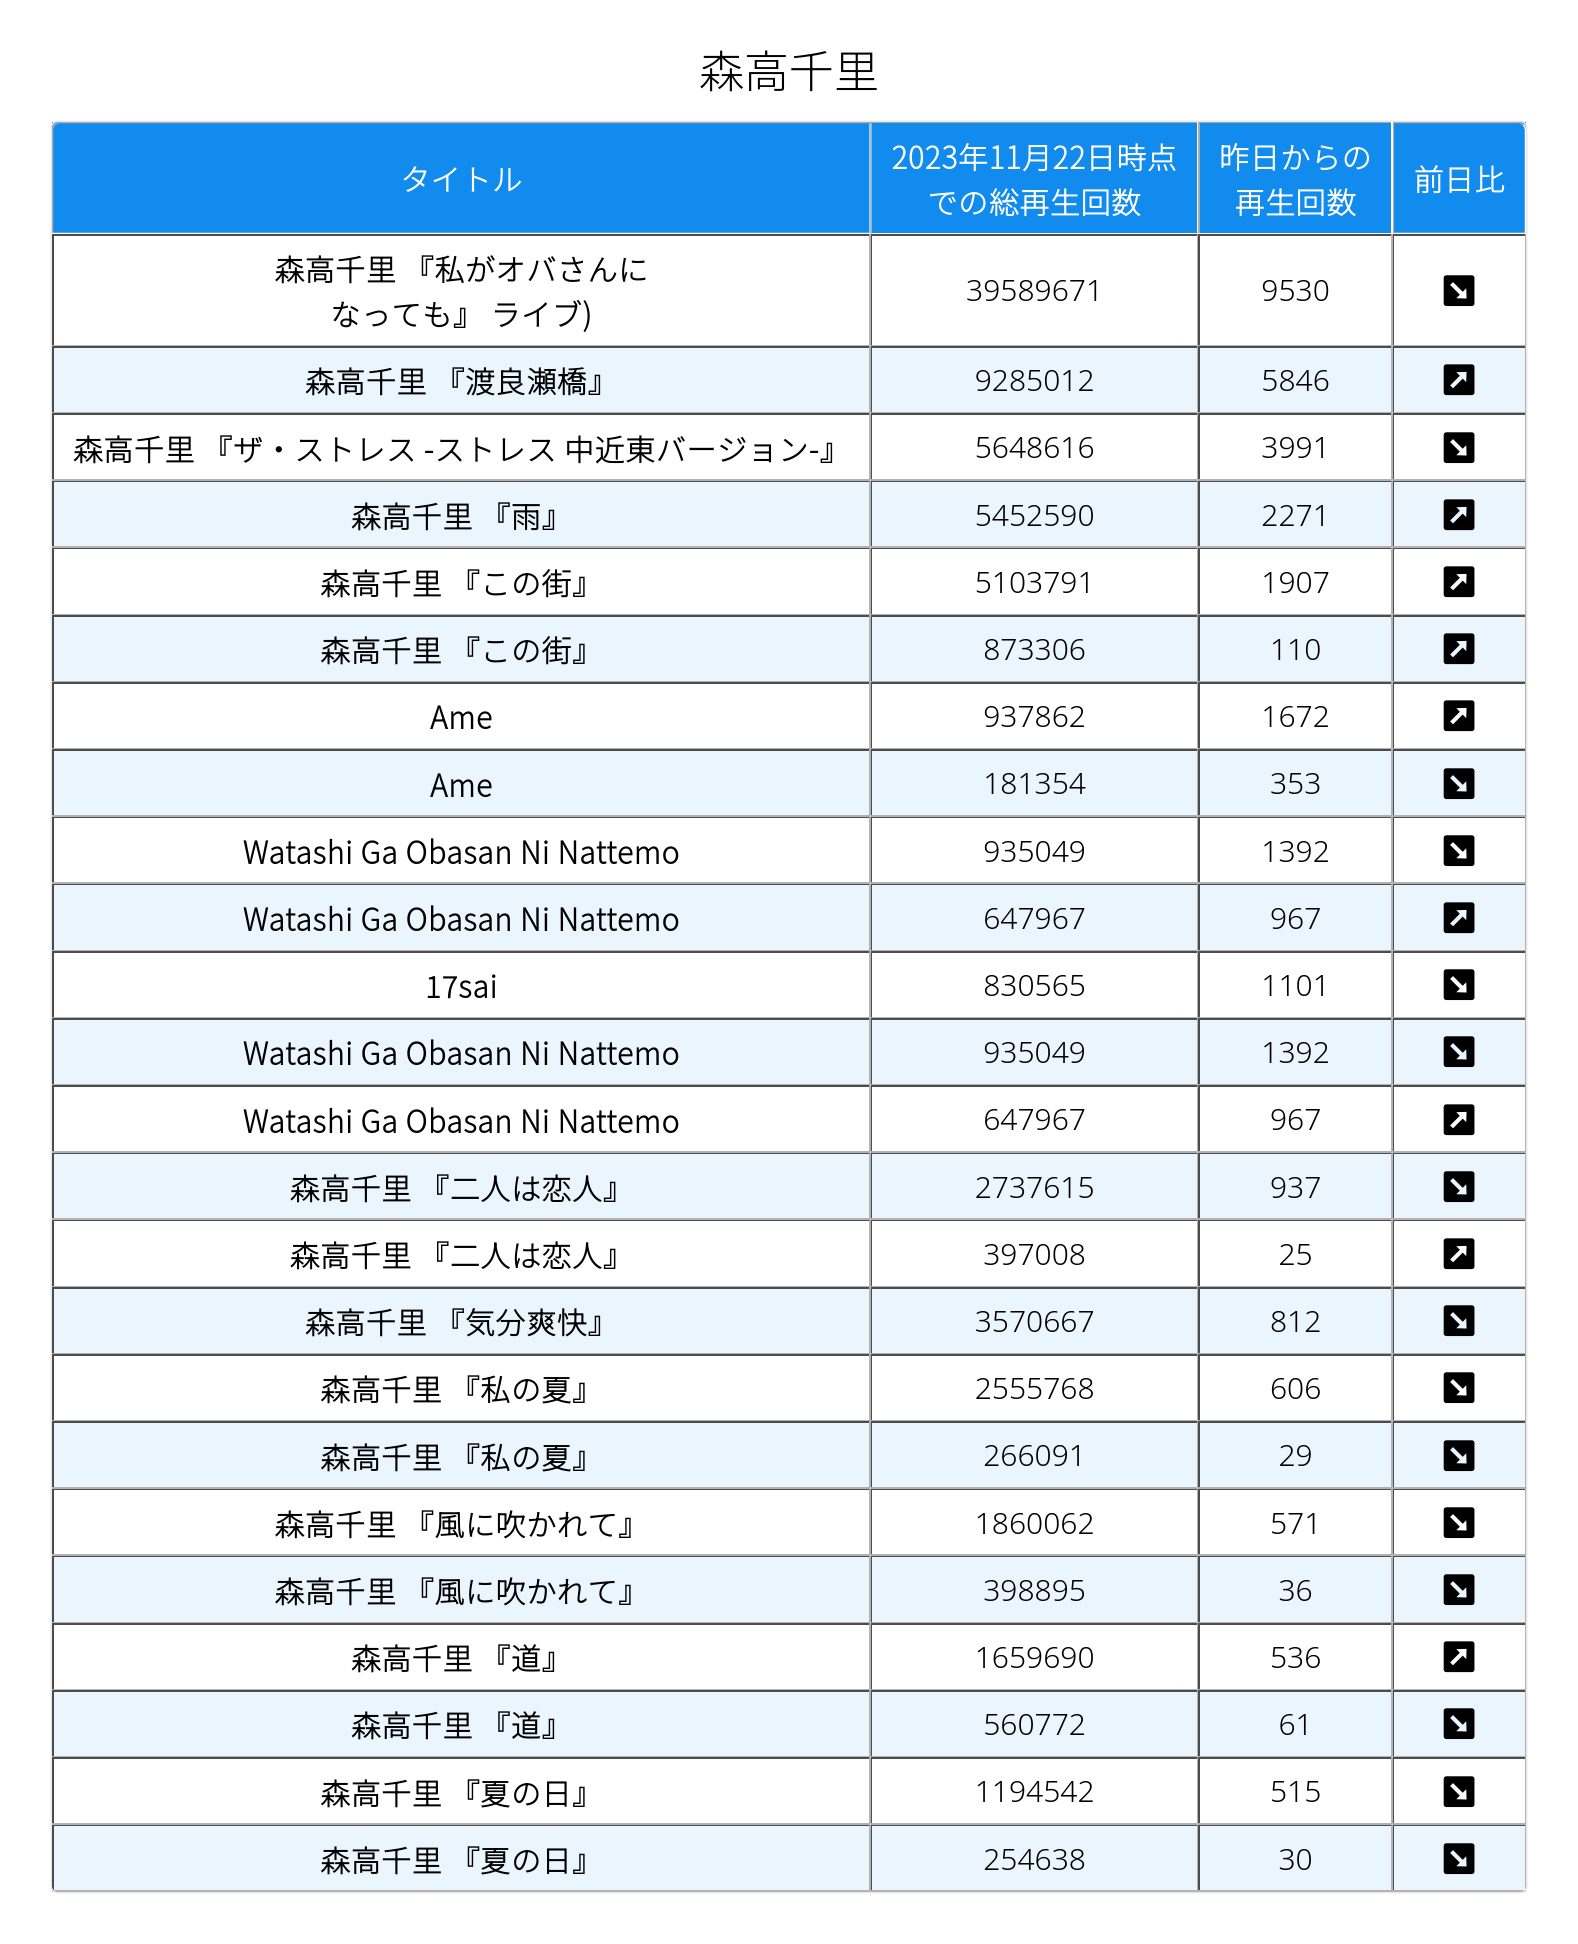 森高千里
タイトル
2023年11月22日時点
での総再生回数
昨日からの
再生回数
前日比
森高千里 『私がオバさんに
なっても』 ライブ)
39589671
9530
森高千里 『渡良瀬橋』
9285012
5846
森高千里 『ザ・ストレス -ストレス 中近東バージョン-』
5648616
3991
森高千里 『雨』
5452590
2271
森高千里 『この街』
5103791
1907
森高千里 『この街』
873306
110
Ame
937862
1672
Ame
181354
353
Watashi Ga Obasan Ni Nattemo
935049
1392
Watashi Ga Obasan Ni Nattemo
647967
967
17sai
830565
1101
Watashi Ga Obasan Ni Nattemo
935049
1392
Watashi Ga Obasan Ni Nattemo
647967
967
森高千里 『二人は恋人』
2737615
937
森高千里 『二人は恋人』
397008
25
森高千里 『気分爽快』
3570667
812
森高千里 『私の夏』
2555768
606
森高千里 『私の夏』
266091
29
森高千里 『風に吹かれて』
1860062
571
森高千里 『風に吹かれて』
398895
36
森高千里 『道』
1659690
536
森高千里 『道』
560772
61
森高千里 『夏の日』
1194542
515
森高千里 『夏の日』
254638
30